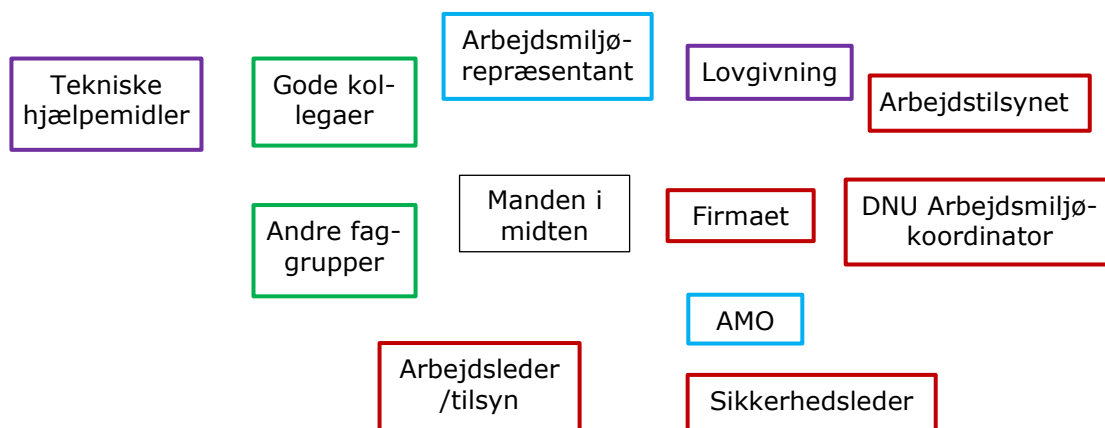 Tekniske
hjælpemidler
Gode kol-
legaer
Arbejdsmiljø-
repræsentant
Lovgivning
Arbejdstilsynet
Andre fag-
grupper
Manden i
midten
Firmaet
DNU Arbejdsmiljø-
koordinator
AMO
Arbejdsleder
/tilsyn
Sikkerhedsleder